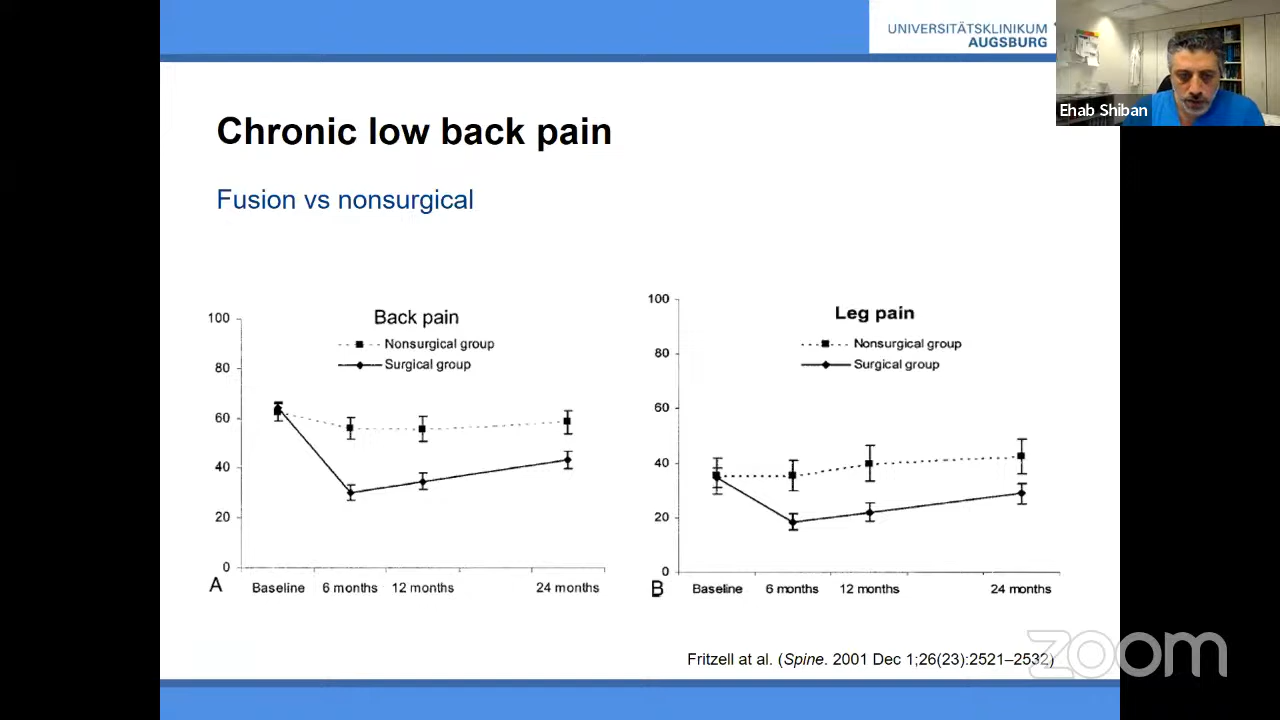 UNIVERSITÄTSKLINIKUM
AUGSBURG
Ehab Shiban
Chronic low back pain
Fusion vs nonsurgical
Back pain
Nonsurgical group
Surgical group
100
80
60
40
20
0
A
Baseline 6 months 12 months 24 months
Leg pain
Nonsurgical group
Surgical group
100
80
60
40
20
0
B
Baseline 6 months 12 months 24 months
Fritzell at al. (Spine. 2001 Dec 1;26(23):2521–2532)
zoom